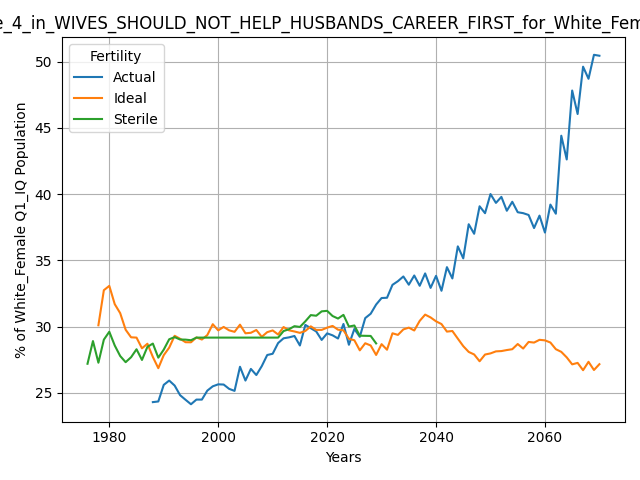 e_4_in_WIVES_SHOULD_NOT_HELP_HUSBANDS_CAREER_FIRST_for_White_Fem
Fertility
Actual
Ideal
Sterile
% of White_Female Q1_IQ Population
50
45
40
35
30
25
1980
2000
2020
2040
2060
Years